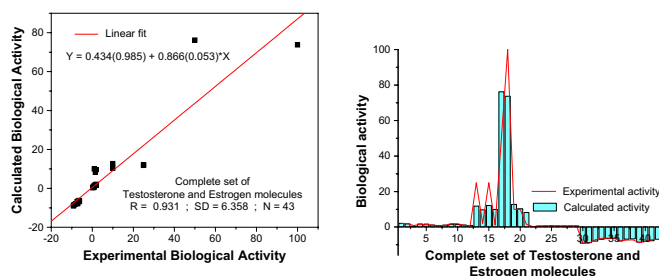 Linear fit
Y = 0.434(0.985) + 0.866(0.053)*X
Calculated Biological Activity
80
60
40
20
0
-20
Complete set of
Testosterone and Estrogen molecules
R = 0.931 ; SD = 6.358 ; N = 43
-20 0 20 40 60 80 100
Experimental Biological Activity
Biological activity
100
80
60
40
20
0
Experimental activity
Calculated activity
5 10 15 20 25 30 35 40
Complete set of Testosterone and
Estrogen molecules